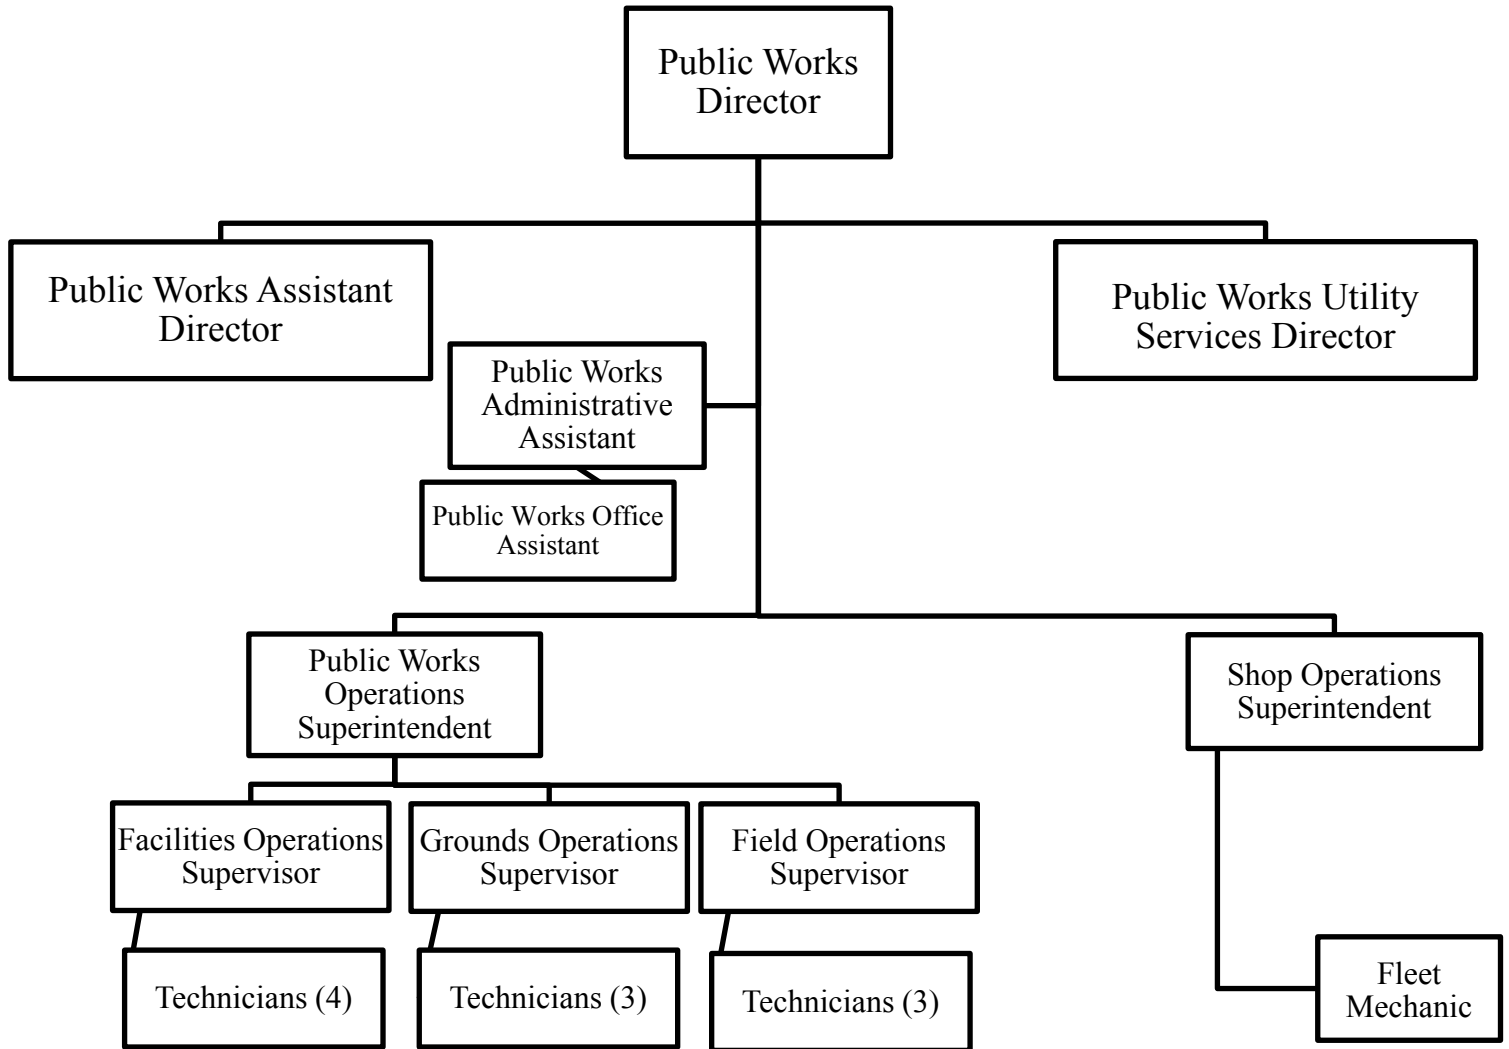 Public Works
Director
Public Works Assistant
Director
Public Works Utility
Services Director
Public Works
Administrative
Assistant
Public Works Office
Assistant
Public Works
Operations
Superintendent
Shop Operations
Superintendent
Facilities Operations
Supervisor
Grounds Operations
Supervisor
Field Operations
Supervisor
Technicians (4)
Technicians (3)
Technicians (3)
Fleet
Mechanic